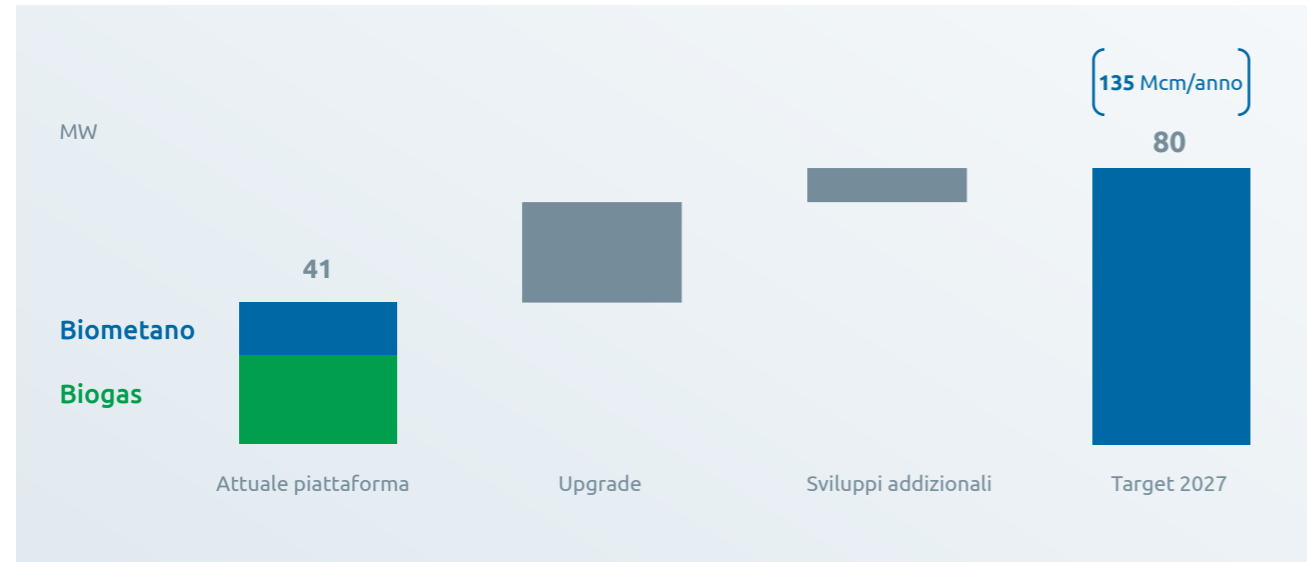 135 Mcm/anno
MW
80
41
Biometano
Biogas
Attuale piattaforma
Upgrade
Sviluppi addizionali
Target 2027